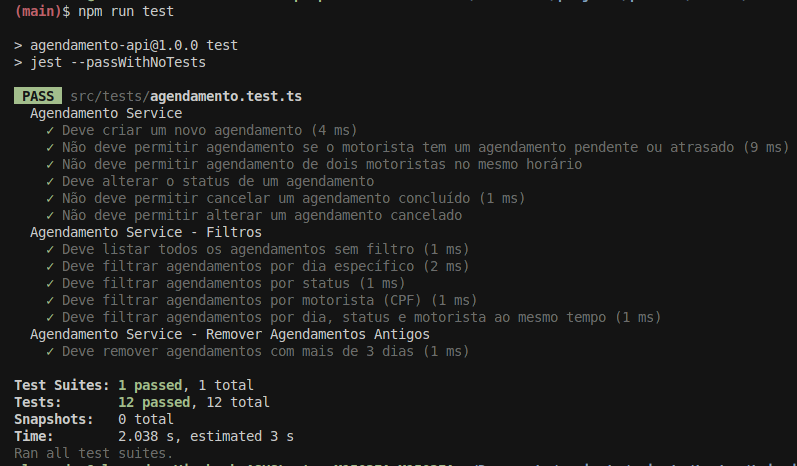 (main)$ npm run test
> agendamento-api@1.0.0 test
> jest --passWithNoTests
PASS src/tests/agendamento.test.ts
Agendamento Service
✓ Deve criar um novo agendamento (4 ms)
✓ Não deve permitir agendamento se o motorista tem um agendamento pendente ou atrasado (9 ms)
✓ Não deve permitir agendamento de dois motoristas no mesmo horário
✓ Deve alterar o status de um agendamento
✓ Não deve permitir cancelar um agendamento concluído (1 ms)
✓ Não deve permitir alterar um agendamento cancelado
Agendamento Service - Filtros
✓ Deve listar todos os agendamentos sem filtro (1 ms)
✓ Deve filtrar agendamentos por dia específico (2 ms)
✓ Deve filtrar agendamentos por status (1 ms)
✓ Deve filtrar agendamentos por motorista (CPF) (1 ms)
✓ Deve filtrar agendamentos por dia, status e motorista ao mesmo tempo (1 ms)
Agendamento Service - Remover Agendamentos Antigos
✓ Deve remover agendamentos com mais de 3 dias (1 ms)
Test Suites: 1 passed, 1 total
Tests: 12 passed, 12 total
Snapshots: 0 total
Time: 2.038 s, estimated 3 s
Ran all test suites.